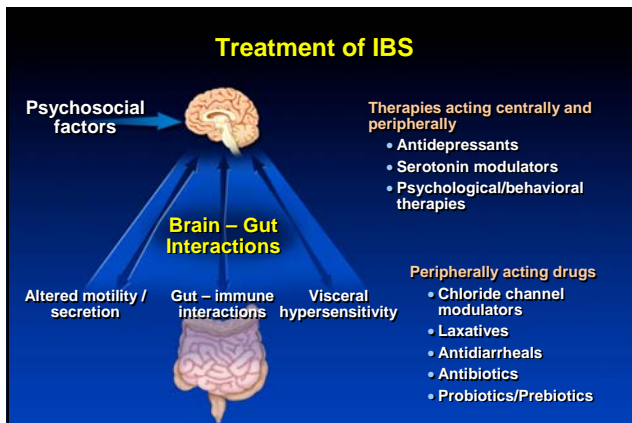 Treatment of IBS
Psychosocial
factors
Brain – Gut
Interactions
Altered motility /
secretion
Gut – immune
interactions
Visceral
hypersensitivity
Therapies acting centrally and
peripherally
• Antidepressants
• Serotonin modulators
• Psychological/behavioral
therapies
Peripherally acting drugs
• Chloride channel
modulators
• Laxatives
• Antidiarrheals
• Antibiotics
• Probiotics/Prebiotics